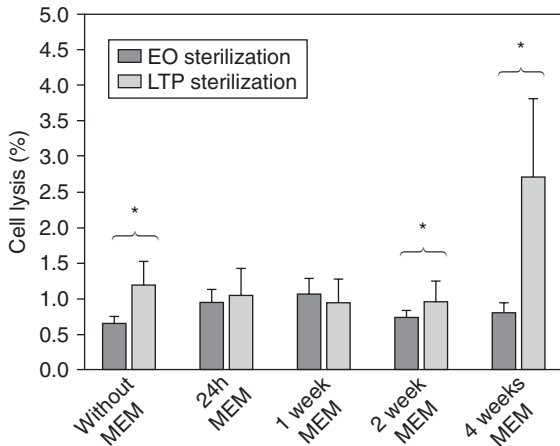 5.0
4.5
4.0
3.5
3.0
2.5
2.0
1.5
1.0
0.5
0.0
Cell lysis (%)
EO sterilization
LTP sterilization
*
*
*
Without
MEM
24h
MEM
1 week
MEM
2 week
MEM
4 weeks
MEM